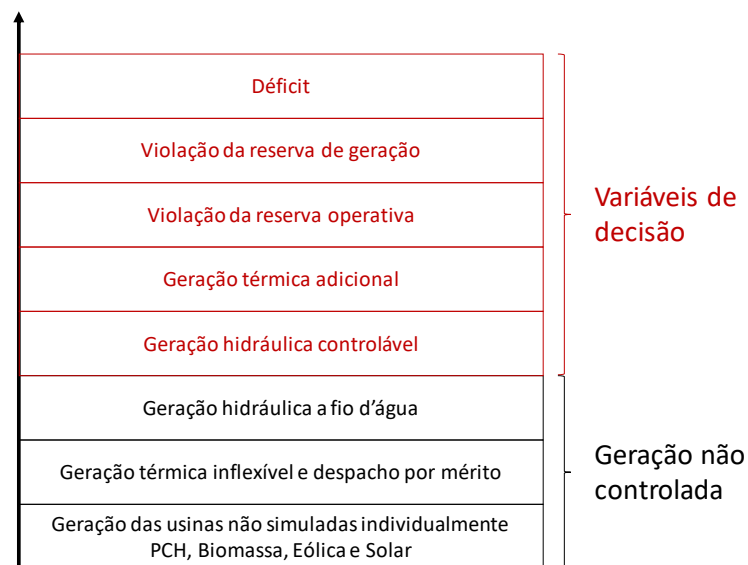 Déficit
Violação da reserva de geração
Violação da reserva operativa
Geração térmica adicional
Geração hidráulica controlável
Variáveis de
decisão
Geração hidráulica a fio d'água
Geração térmica inflexível e despacho por mérito
Geração das usinas não simuladas individualmente
PCH, Biomassa, Eólica e Solar
Geração não
controlada